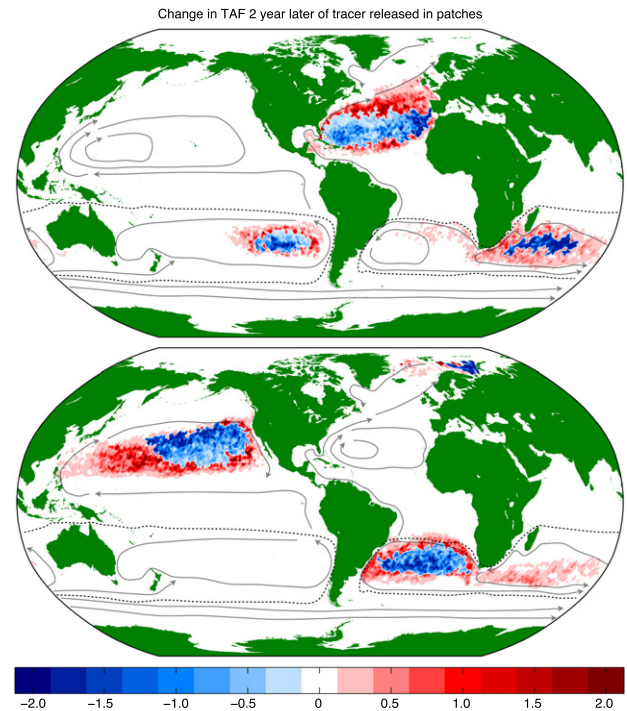 Change in TAF 2 year later of tracer released in patches
−2.0 −1.5 −1.0 −0.5 0 0.5 1.0 1.5 2.0